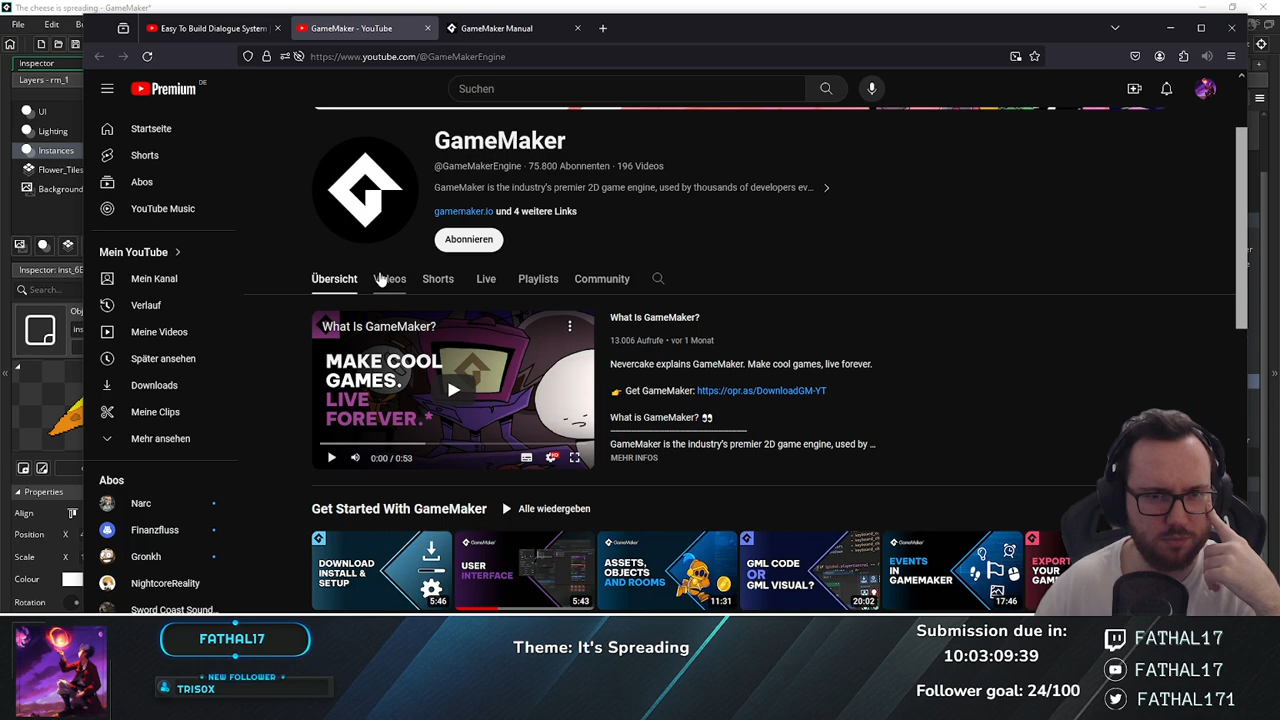 The cheese is spreading - GameMaker*
File
Edit
Easy To Build Dialogue System
GameMaker - YouTube
GameMaker Manual
https://www.youtube.com/@GameMakerEngine
Inspector
Layers - rm_1
UI
Lighting
Instances
Flower_Tiles
Background
Search...
Properties
Align
Position X
Scale X
Colour
Rotation
Premium DE
Suchen
Startseite
Shorts
Abos
YouTube Music
Mein YouTube
Mein Kanal
Verlauf
Meine Videos
Später ansehen
Downloads
Meine Clips
Mehr ansehen
Abos
Narc
Finanzfluss
Gronkh
NightcoreReality
Sword Coast Sound...
GameMaker
@GameMakerEngine · 75.800 Abonnenten · 196 Videos
GameMaker is the industry's premier 2D game engine, used by thousands of developers ev...
gamemaker.io und 4 weitere Links
Abonnieren
Übersicht
Videos
Shorts
Live
Playlists
Community
What Is GameMaker?
MAKE COOL
GAMES.
LIVE
FOREVER.*
0:00 / 0:53
What Is GameMaker?
13.006 Aufrufe · vor 1 Monat
Nevercake explains GameMaker. Make cool games, live forever.
Get GameMaker: https://opr.as/DownloadGM-YT
What is GameMaker?
GameMaker is the industry's premier 2D game engine, used by ...
MEHR INFOS
Get Started With GameMaker
Alle wiedergeben
DOWNLOAD
INSTALL &
SETUP
5:46
USER
INTERFACE
5:43
ASSETS,
OBJECTS
AND ROOMS
11:31
GML CODE
OR
GML VISUAL?
20:02
EVENTS
IN
GAMEMAKER
17:46
EXPORT
YOUR
GAM
FATHAL17
NEW FOLLOWER
TRISOX
Theme: It's Spreading
Submission due in:
10:03:09:39
Follower goal: 24/100
FATHAL17
FATHAL17
FATHAL171